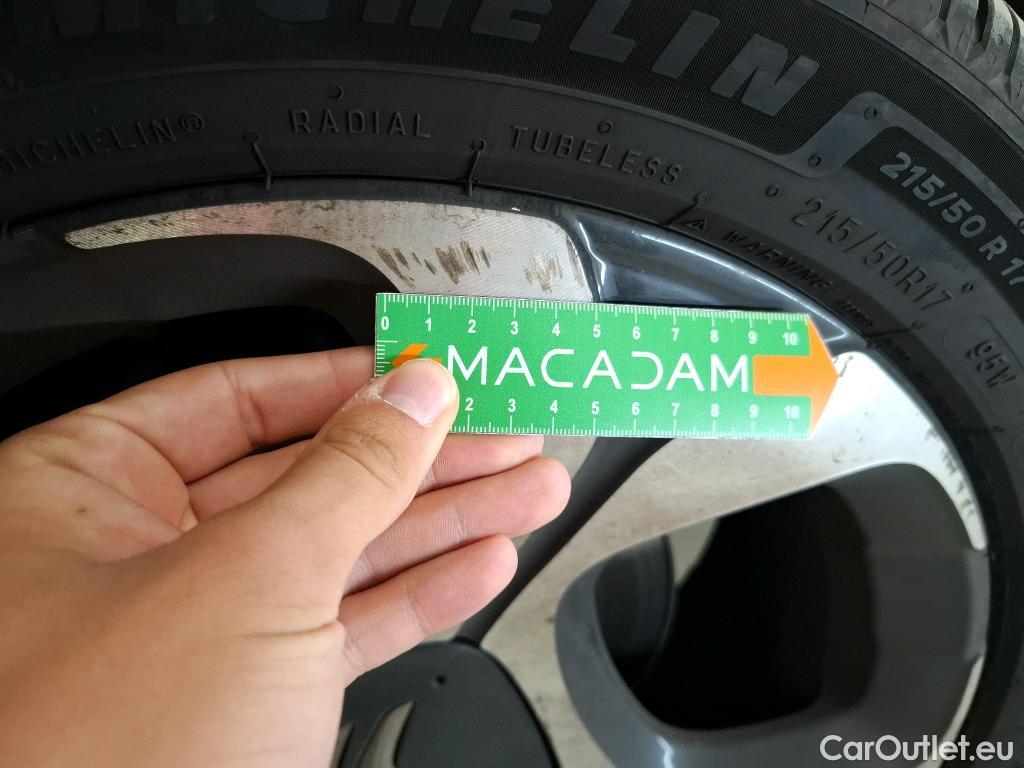 MICHELIN
MICHELIN® RADIAL TUBELESS
215/50 R 17
215/50R17
95W
WARNING
0 1 2 3 4 5 6 7 8 9 10
MACADAM
2 3 4 5 6 7 8 9 10
CarOutlet.eu